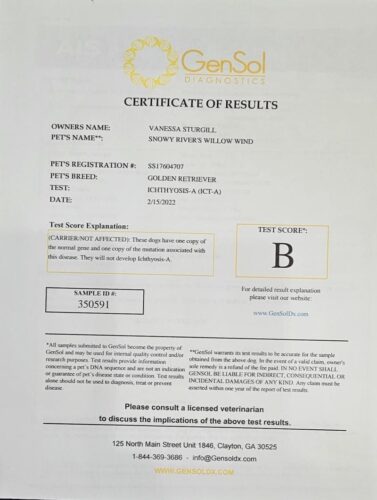 GenSol
DIAGNOSTICS
CERTIFICATE OF RESULTS
OWNERS NAME: VANESSA STURGILL
PET'S NAME**: SNOWY RIVER'S WILLOW WIND
PET'S REGISTRATION #: SS17604707
PET'S BREED: GOLDEN RETRIEVER
TEST: ICHTHYOSIS-A (ICT-A)
DATE: 2/15/2022
Test Score Explanation:
(CARRIER/NOT AFFECTED): These dogs have one copy of
the normal gene and one copy of the mutation associated with
this disease. They will not develop Ichthyosis-A.
TEST SCORE*:
B
SAMPLE ID #:
350591
For detailed result explanation
please visit our website:
www.GenSolDx.com
*All samples submitted to GenSol become the property of
GenSol and may be used for internal quality control and/or
research purposes. Test results provide information
concerning a pet's DNA sequence and are not an indication
or guarantee of pet's disease state or condition. Test results
alone should not be used to diagnose, treat or prevent
disease.
**GenSol warrants its test results to be accurate for the sample
obtained from the above dog. In the event of a valid claim, owner's
sole remedy is a refund of the fee paid. IN NO EVENT SHALL
GENSOL BE LIABLE FOR INDIRECT, CONSEQUENTIAL OR
INCIDENTAL DAMAGES OF ANY KIND. Any claim must be
asserted within one year of the report of test results.
Please consult a licensed veterinarian
to discuss the implications of the above test results.
125 North Main Street Unit 1846, Clayton, GA 30525
1-844-369-3686 - info@Gensoldx.com
WWW.GENSOLDX.COM